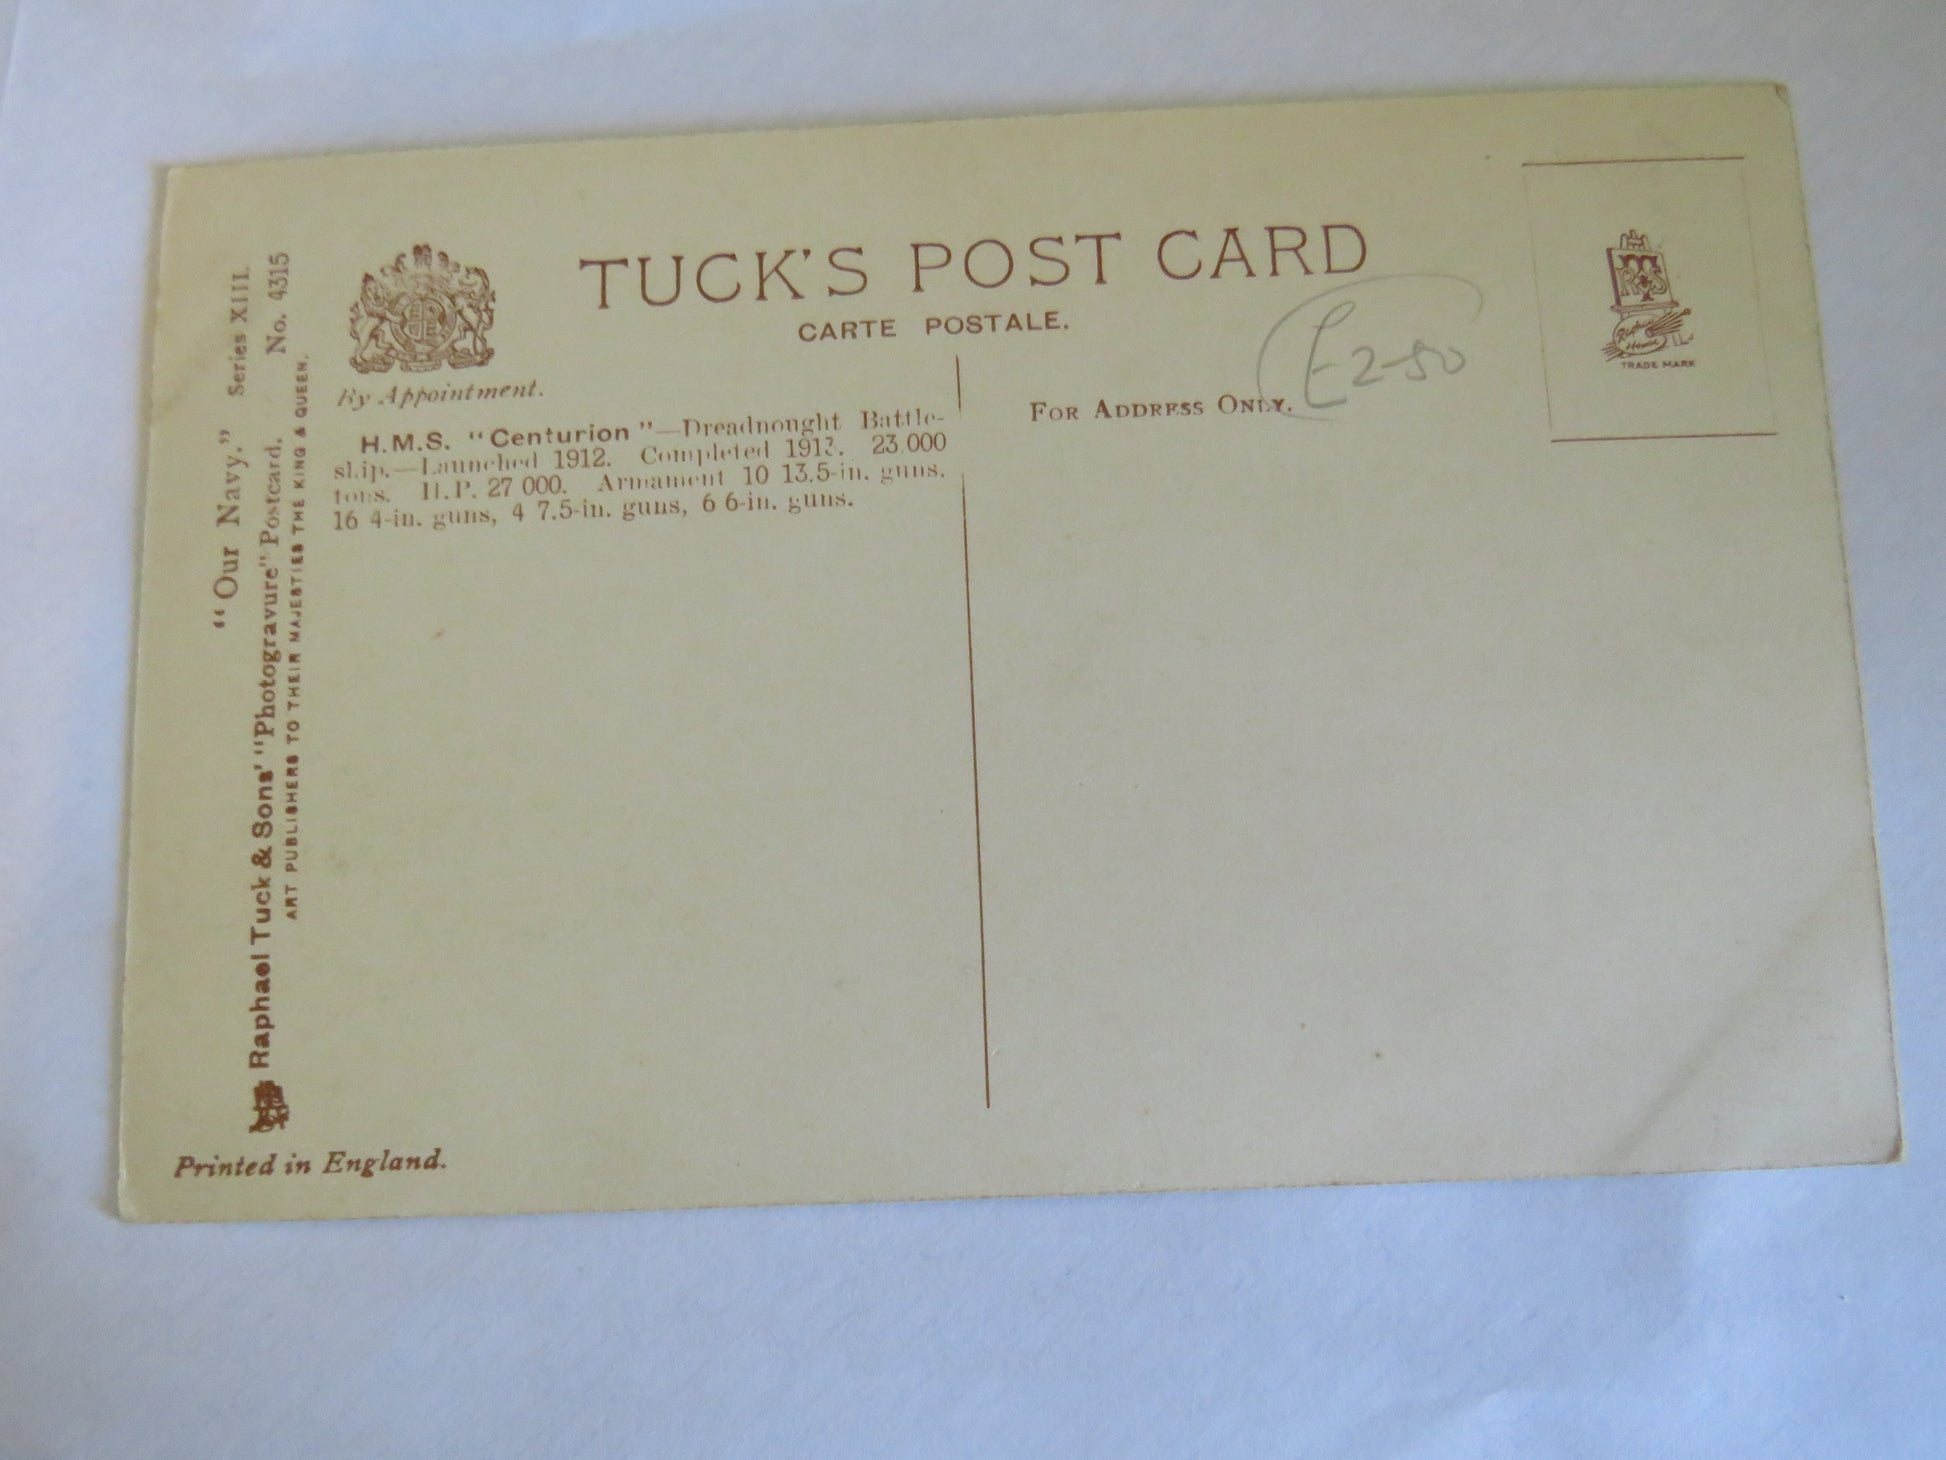 TUCK'S POST CARD
CARTE POSTALE.
By Appointment.
H.M.S. "Centurion"—Dreadnought Battle-
ship.—Launched 1912. Completed 1913. 23,000
tons. H.P. 27 000. Armament 10 13.5-in. guns.
16 4-in. guns, 4 7.5-in. guns, 6 6-in. guns.
FOR ADDRESS ONLY.
£2-50
RTS
Raphael
House
TRADE MARK
"Our Navy." Series XIII.
Raphael Tuck & Sons' "Photogravure" Postcard. No. 4315
ART PUBLISHERS TO THEIR MAJESTIES THE KING & QUEEN.
Printed in England.